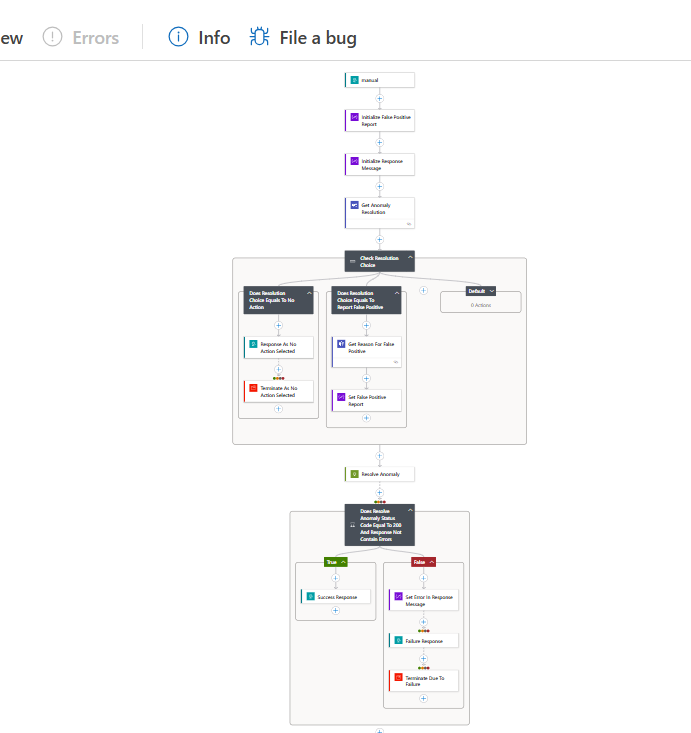 ew Errors Info File a bug
manual
Initialize False Positive
Report
Initialize Response
Message
Get Anomaly
Resolution
Check Resolution
Choice
Does Resolution
Choice Equals To No
Action
Does Resolution
Choice Equals To
Report False Positive
Default
0 Actions
Response As No
Action Selected
Terminate As No
Action Selected
Get Reason For False
Positive
Set False Positive
Report
Resolve Anomaly
Does Resolve
Anomaly Status
Code Equal To 200
And Response Not
Contain Errors
True
Success Response
False
Set Error In Response
Message
Failure Response
Terminate Due To
Failure